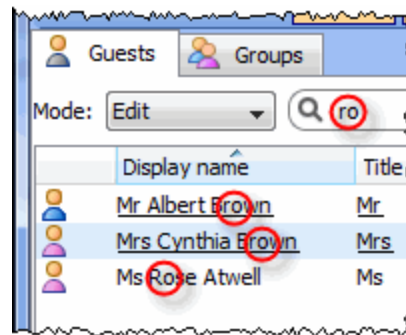 Guests Groups
Mode: Edit ro
Display name Title
Mr Albert Brown Mr
Mrs Cynthia Brown Mrs
Ms Rose Atwell Ms